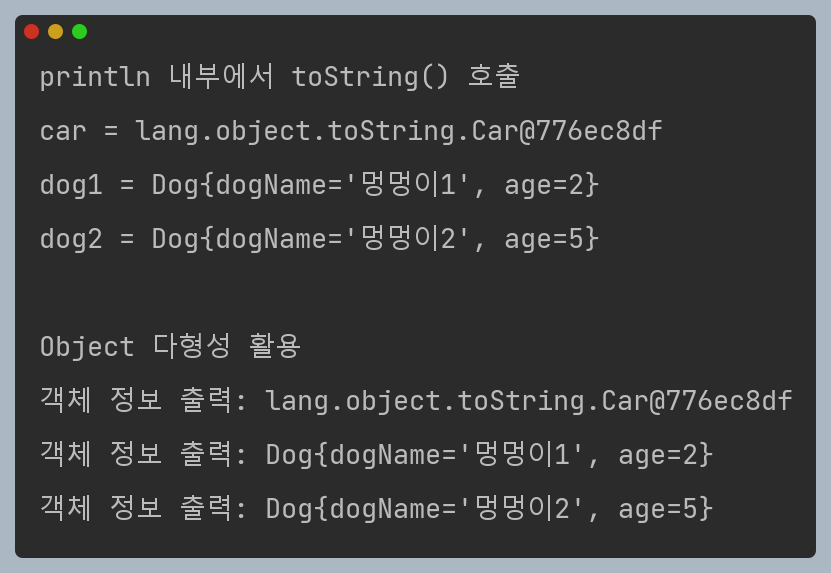 println 내부에서 toString() 호출
car = lang.object.toString.Car@776ec8df
dog1 = Dog{dogName='멍멍이1', age=2}
dog2 = Dog{dogName='멍멍이2', age=5}
Object 다형성 활용
객체 정보 출력: lang.object.toString.Car@776ec8df
객체 정보 출력: Dog{dogName='멍멍이1', age=2}
객체 정보 출력: Dog{dogName='멍멍이2', age=5}